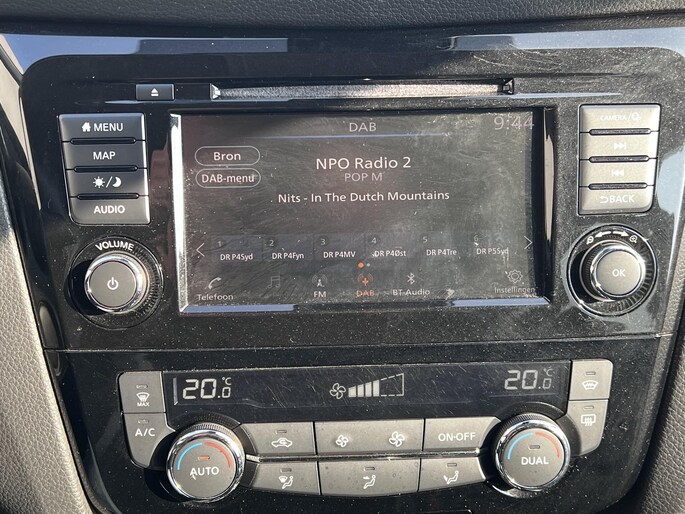 MENU
MAP
AUDIO
VOLUME
DAB
9:44
Bron
NPO Radio 2
POP M
DAB-menu
Nits - In The Dutch Mountains
1 2 3 4 5 6
DR P4Syd DR P4Fyn DR P4MV DR P4Øst DR P4Tre DR P5Syd
Telefoon FM DAB BT-Audio Instellingen
CAMERA
BACK
OK
20.0 °C 20.0 °C
MAX
A/C
AUTO
ON·OFF
DUAL